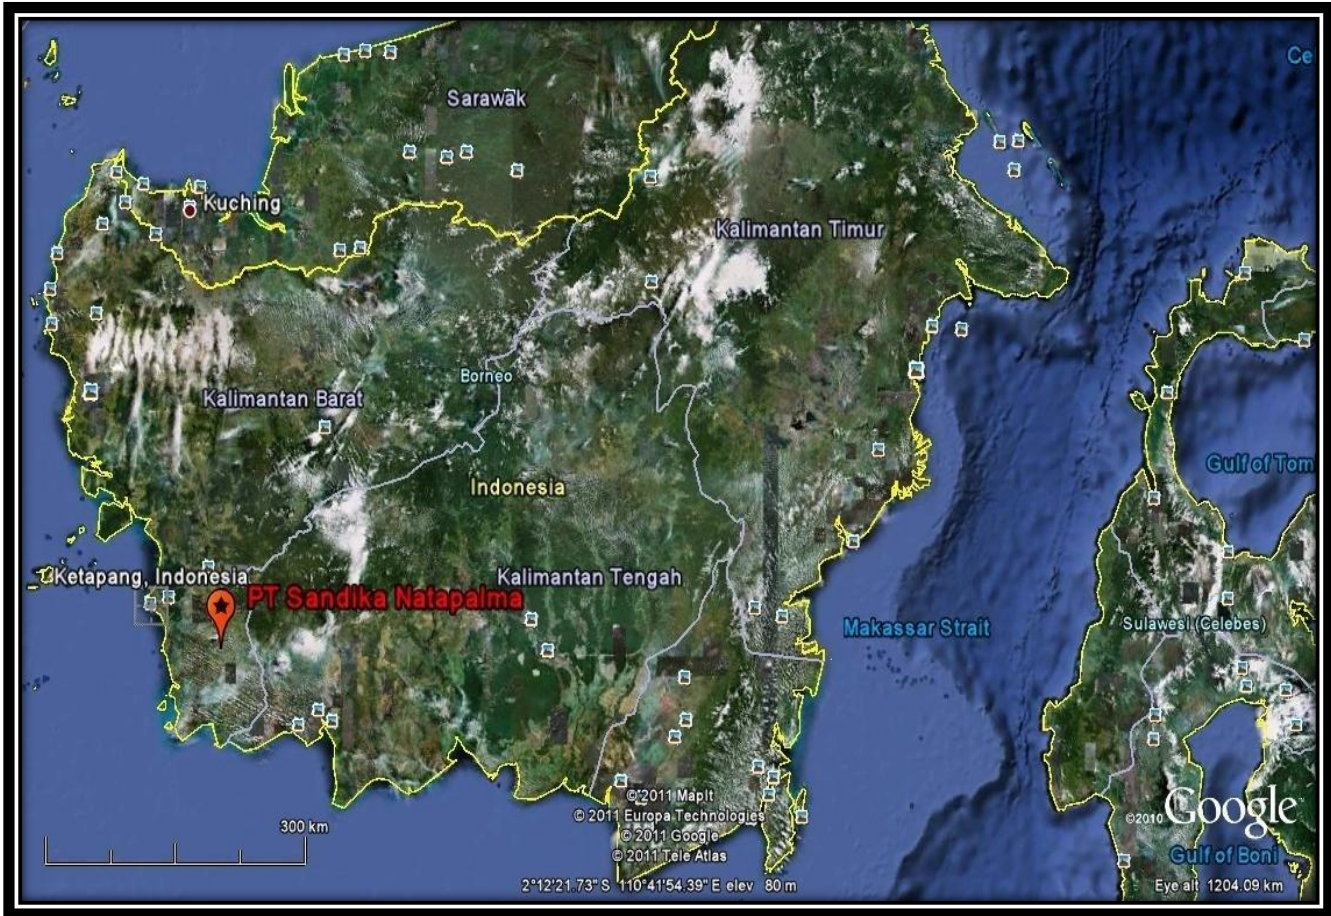 Ce
Sarawak
Kuching
Kalimantan Timur
Borneo
Kalimantan Barat
Gulf of Tom
Indonesia
Ketapang, Indonesia
PT Sandika Natapalma
Kalimantan Tengah
Makassar Strait
Sulawesi (Celebes)
300 km
© 2011 MapIt
© 2011 Europa Technologies
© 2011 Google
© 2011 Tele Atlas
©2010 Google™
Gulf of Boni
2°12'21.73" S 110°41'54.39" E elev 80 m
Eye alt 1204.09 km